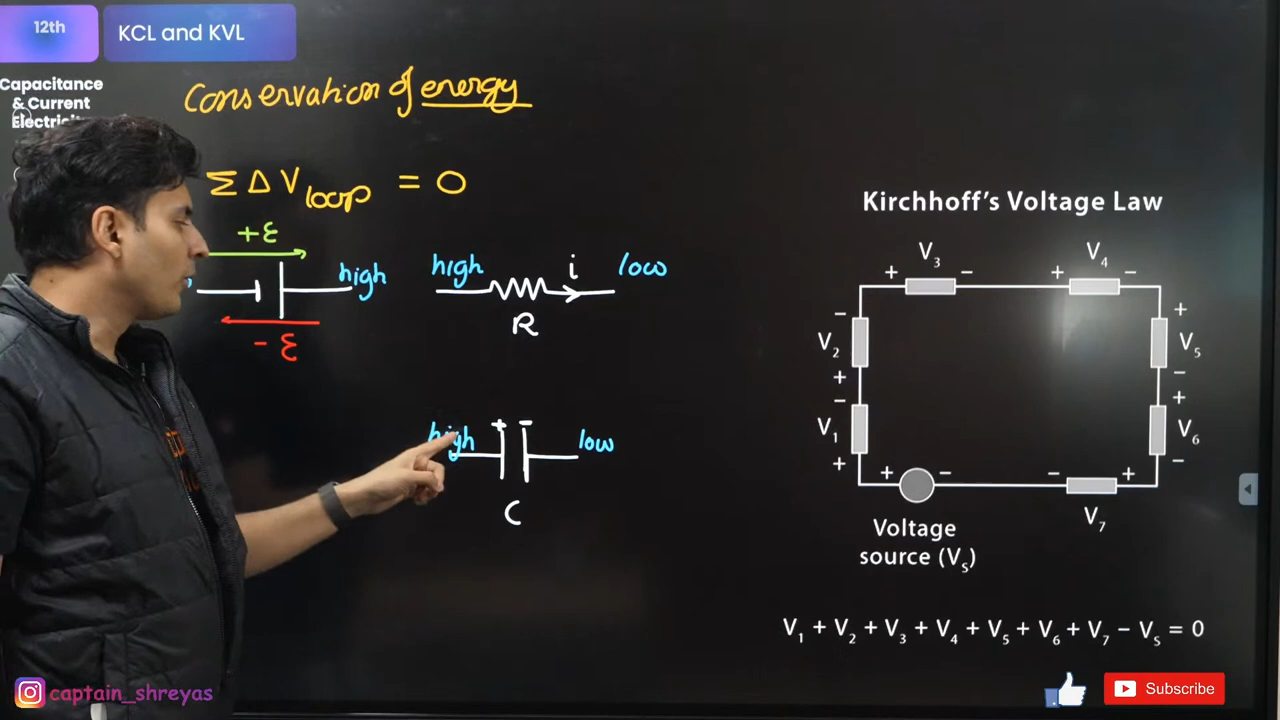 12th
KCL and KVL
Capacitance
& Current
Conservation of energy
Σ Δ V loop = 0
+ε
high
- ε
high
i
low
R
high
+
-
low
C
Kirchhoff's Voltage Law
V3
V4
+ - + -
- +
V2 V5
+ -
- +
V1 V6
+ -
+ - - +
V7
Voltage
source (Vs)
V1 + V2 + V3 + V4 + V5 + V6 + V7 - Vs = 0
captain_shreyas
Subscribe